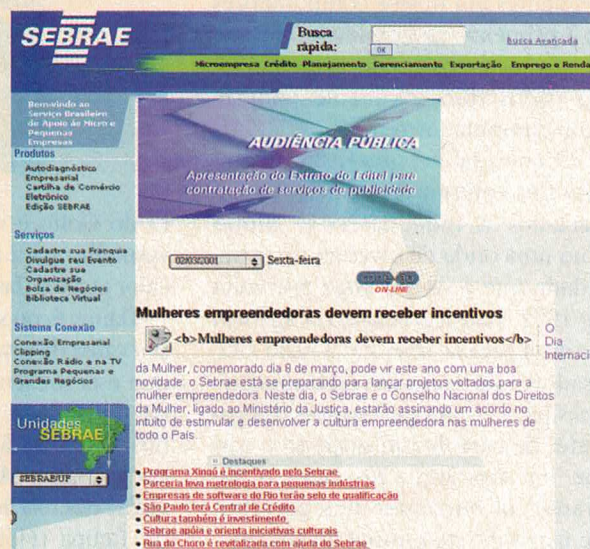 SEBRAE
Busca
rápida:
OK
Busca Avançada
Microempresa Crédito Planejamento Gerenciamento Exportação Emprego e Renda
Bem-vindo ao
Serviço Brasileiro
de Apoio às Micro e
Pequenas
Empresas
Produtos
Autodiagnóstico
Empresarial
Cartilha de Comércio
Eletrônico
Edição SEBRAE
Serviços
Cadastre sua Franquia
Divulgue seu Evento
Cadastre sua
Organização
Bolsa de Negócios
Biblioteca Virtual
Sistema Conexão
Conexão Empresarial
Clipping
Conexão Rádio e na TV
Programa Pequenas e
Grandes Negócios
Unidades
SEBRAE
SEBRAE/UF
AUDIÊNCIA PÚBLICA
Apresentação do Extrato do Edital para
contratação de serviços de publicidade
02/03/2001 Sexta-feira
ON-LINE
Mulheres empreendedoras devem receber incentivos
<b>Mulheres empreendedoras devem receber incentivos</b>
O
Dia
Internaci
da Mulher, comemorado dia 8 de março, pode vir este ano com uma boa
novidade: o Sebrae está se preparando para lançar projetos voltados para a
mulher empreendedora. Neste dia, o Sebrae e o Conselho Nacional dos Direitos
da Mulher, ligado ao Ministério da Justiça, estarão assinando um acordo no
intuito de estimular e desenvolver a cultura empreendedora nas mulheres de
todo o País.
Destaques
Programa Xingó é incentivado pelo Sebrae
Parceria leva metrologia para pequenas indústrias
Empresas de software do Rio terão selo de qualificação
São Paulo terá Central de Crédito
Cultura também é investimento
Sebrae apóia e orienta iniciativas culturais
Rua do Choro é revitalizada com ajuda do Sebrae